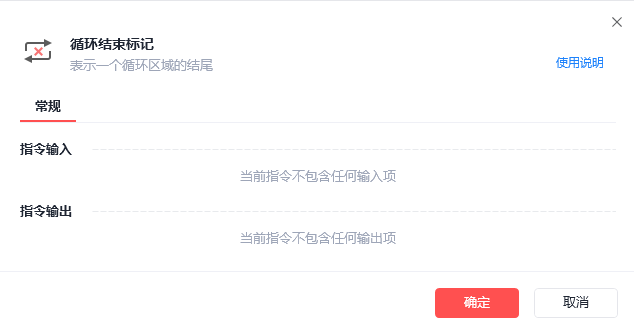 循环结束标记
表示一个循环区域的结尾
使用说明
常规
指令输入
当前指令不包含任何输入项
指令输出
当前指令不包含任何输出项
确定
取消